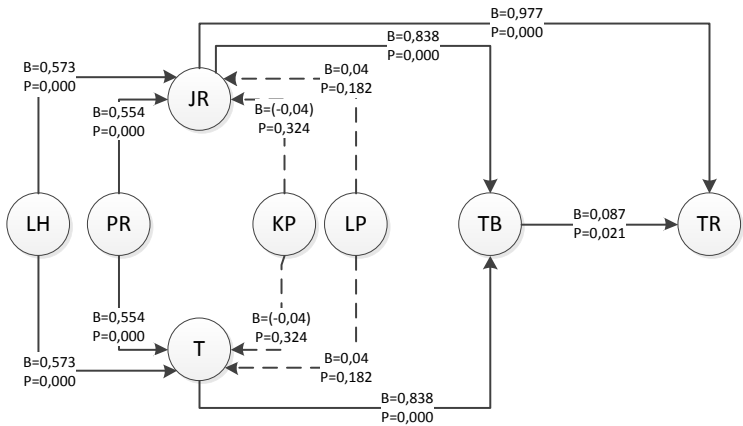 B=0,977
P=0,000
B=0,838
P=0,000
B=0,573
P=0,000
B=0,04
P=0,182
JR
B=0,554
P=0,000
B=(-0,04)
P=0,324
LH
PR
KP
LP
TB
B=0,087
P=0,021
TR
B=0,554
P=0,000
B=(-0,04)
P=0,324
T
B=0,573
P=0,000
B=0,04
P=0,182
B=0,838
P=0,000